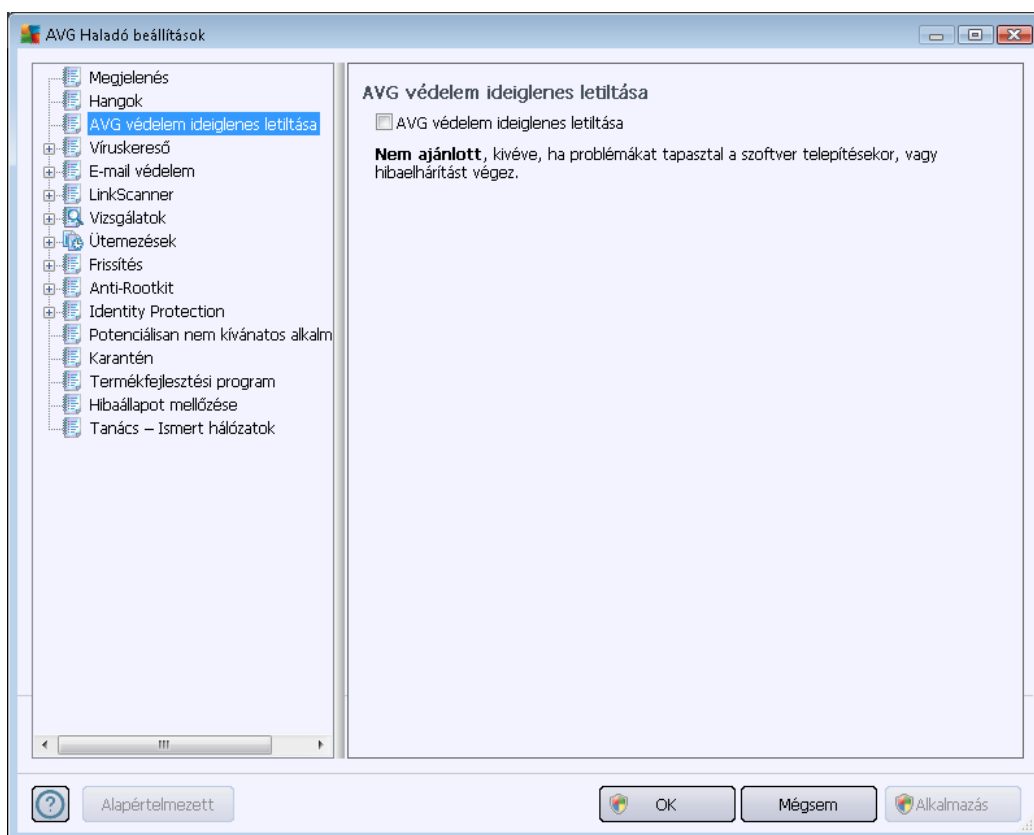 AVG Haladó beállítások
Megjelenés
Hangok
AVG védelem ideiglenes letiltása
Víruskereső
E-mail védelem
LinkScanner
Vizsgálatok
Ütemezések
Frissítés
Anti-Rootkit
Identity Protection
Potenciálisan nem kívánatos alkalm
Karantén
Termékfejlesztési program
Hibaállapot mellőzése
Tanács – Ismert hálózatok
AVG védelem ideiglenes letiltása
AVG védelem ideiglenes letiltása
Nem ajánlott, kivéve, ha problémákat tapasztal a szoftver telepítésekor, vagy
hibaelhárítást végez.
Alapértelmezett
OK
Mégsem
Alkalmazás